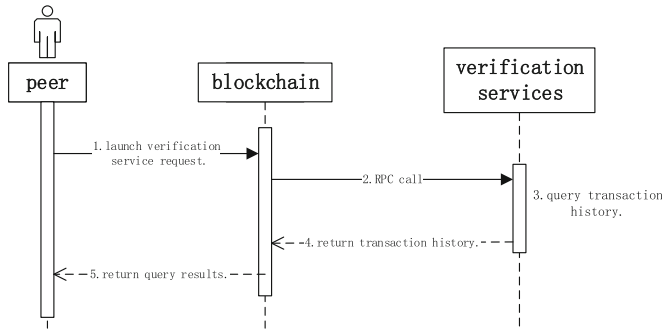 peer
blockchain
verification
services
1.launch verification
service request.
2.RPC call
3.query transaction
history.
4.return transaction history.
5.return query results.